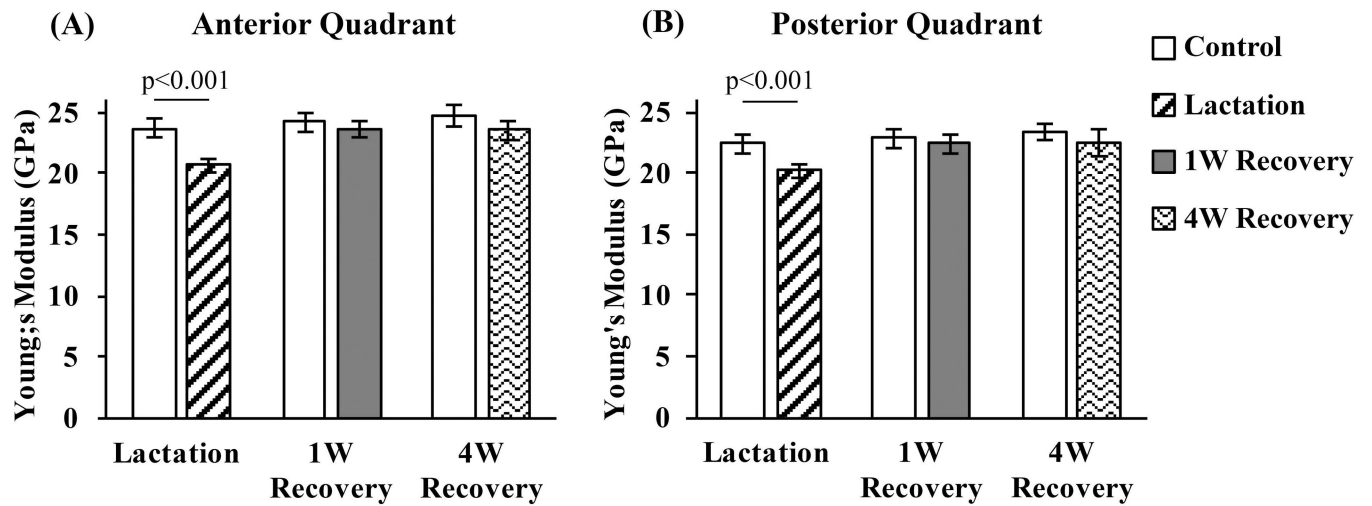 (A) Anterior Quadrant
p<0.001
Young;s Modulus (GPa)
25
20
15
10
5
0
Lactation
1W
Recovery
4W
Recovery
(B) Posterior Quadrant
p<0.001
Young's Modulus (GPa)
25
20
15
10
5
0
Lactation
1W
Recovery
4W
Recovery
Control
Lactation
1W Recovery
4W Recovery